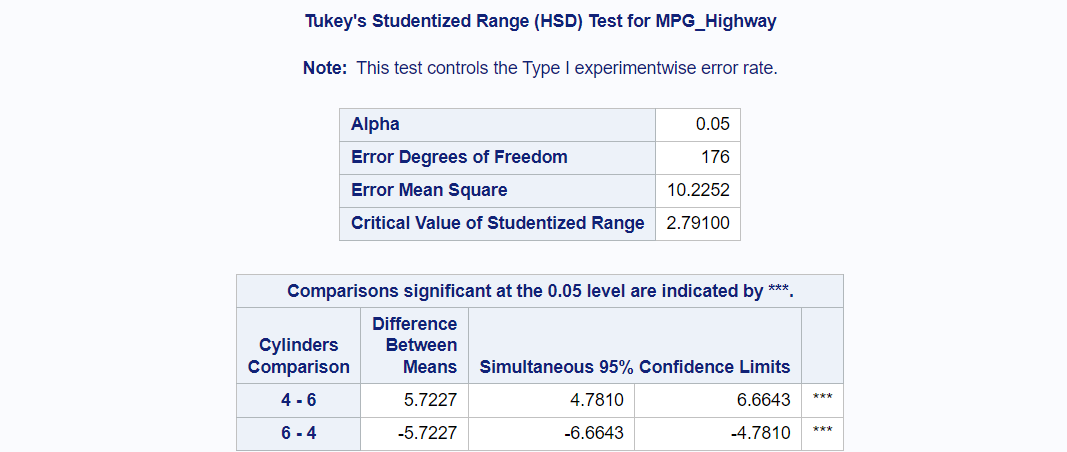 Tukey's Studentized Range (HSD) Test for MPG_Highway
Note: This test controls the Type I experimentwise error rate.
Alpha 0.05
Error Degrees of Freedom 176
Error Mean Square 10.2252
Critical Value of Studentized Range 2.79100
Comparisons significant at the 0.05 level are indicated by ***.
Cylinders
Comparison
Difference
Between
Means
Simultaneous 95% Confidence Limits
4 - 6 5.7227 4.7810 6.6643 ***
6 - 4 -5.7227 -6.6643 -4.7810 ***